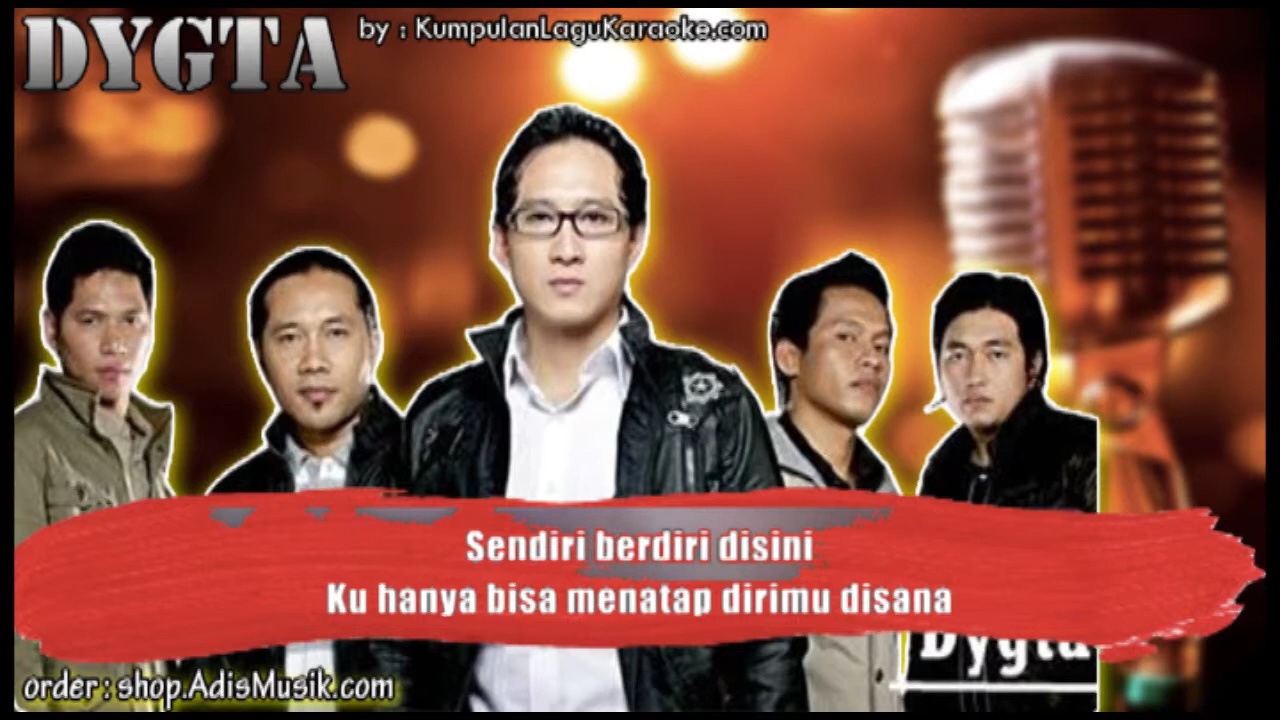 DYGTA
by : KumpulanLaguKaraoke.com
Sendiri berdiri disini
Ku hanya bisa menatap dirimu disana
Dygta
order : shop.AdisMusik.com